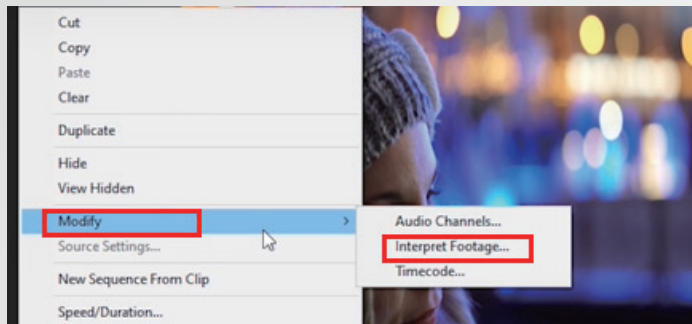 Cut
Copy
Paste
Clear
Duplicate
Hide
View Hidden
Modify
Source Settings...
New Sequence From Clip
Speed/Duration...
Audio Channels...
Interpret Footage...
Timecode...